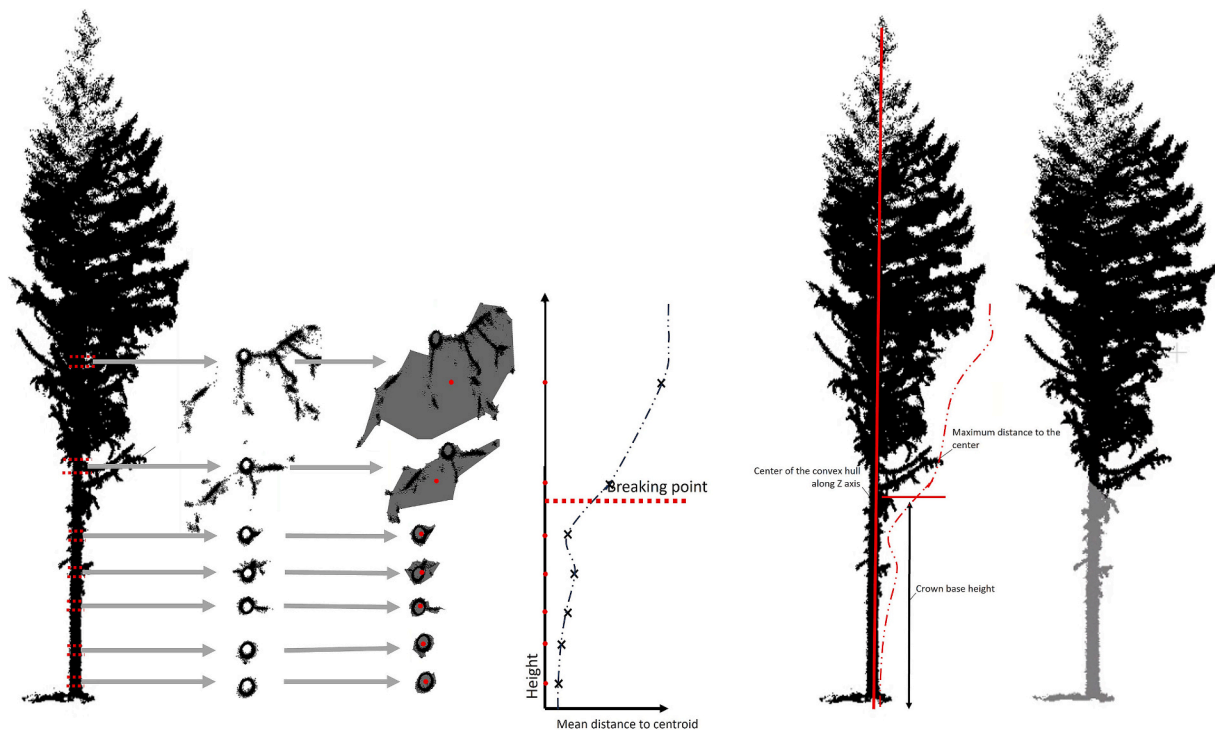 Breaking point
Height
Mean distance to centroid
Maximum distance to the
center
Center of the convex hull
along Z axis
Crown base height